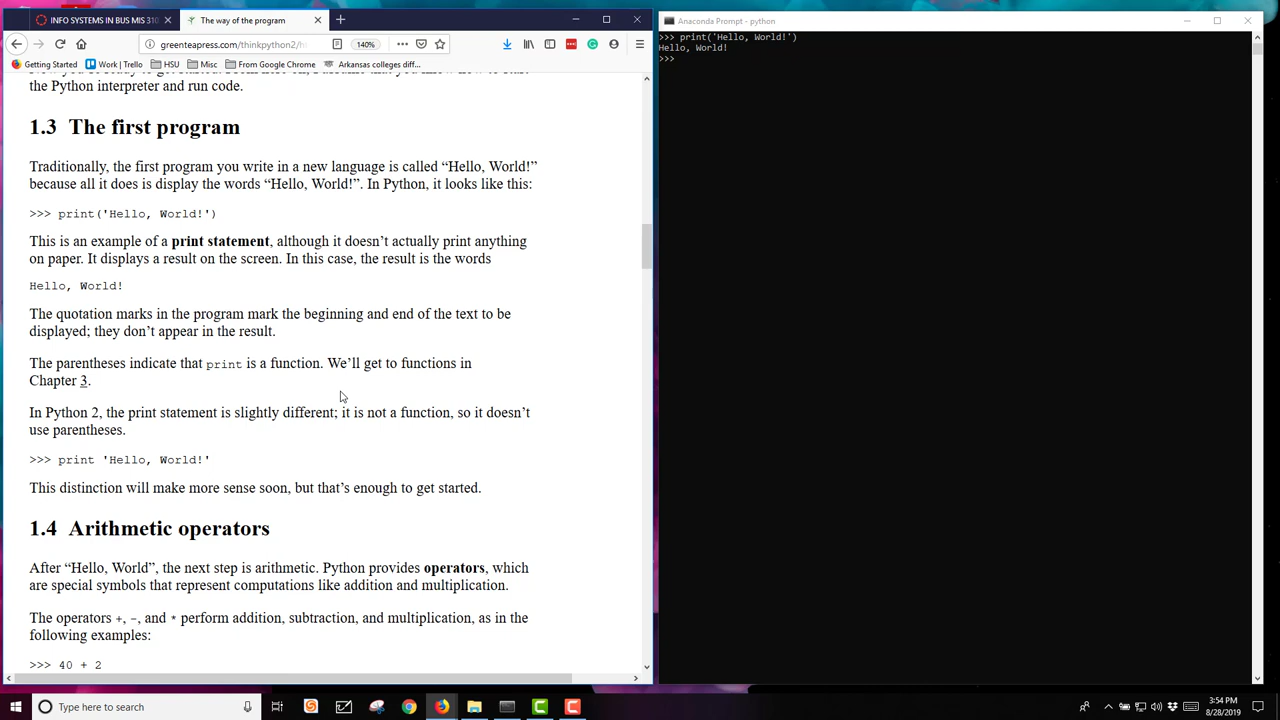 INFO SYSTEMS IN BUS MIS 310
The way of the program
greenteapress.com/thinkpython2/h
140%
Getting Started
Work | Trello
HSU
Misc
From Google Chrome
Arkansas colleges diff...
the Python interpreter and run code.
1.3 The first program
Traditionally, the first program you write in a new language is called “Hello, World!”
because all it does is display the words “Hello, World!”. In Python, it looks like this:
>>> print('Hello, World!')
This is an example of a print statement, although it doesn’t actually print anything
on paper. It displays a result on the screen. In this case, the result is the words
Hello, World!
The quotation marks in the program mark the beginning and end of the text to be
displayed; they don’t appear in the result.
The parentheses indicate that print is a function. We’ll get to functions in
Chapter 3.
In Python 2, the print statement is slightly different; it is not a function, so it doesn’t
use parentheses.
>>> print 'Hello, World!'
This distinction will make more sense soon, but that’s enough to get started.
1.4 Arithmetic operators
After “Hello, World”, the next step is arithmetic. Python provides operators, which
are special symbols that represent computations like addition and multiplication.
The operators +, -, and * perform addition, subtraction, and multiplication, as in the
following examples:
>>> 40 + 2
Anaconda Prompt - python
>>> print('Hello, World!')
Hello, World!
>>>
Type here to search
3:54 PM
8/28/2019